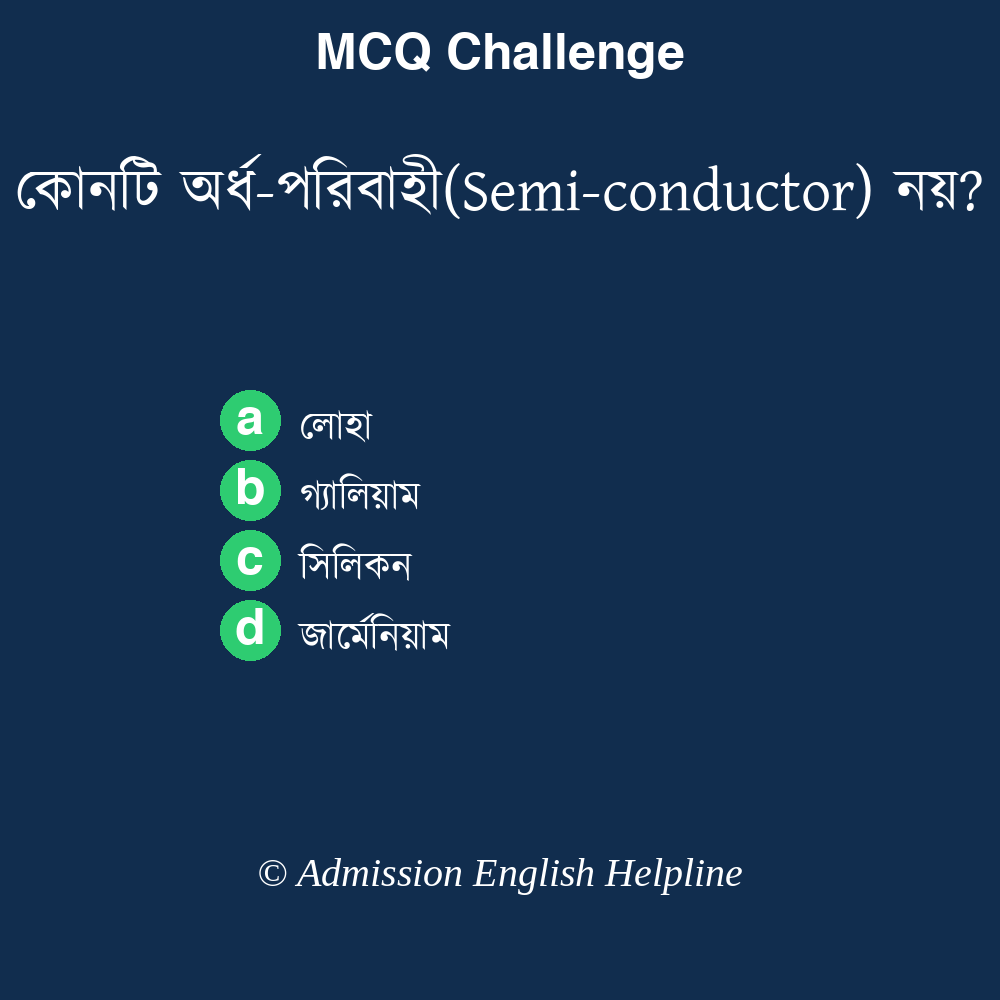 MCQ Challenge
কোনটি অর্ধ-পরিবাহী(Semi-conductor) নয়?
a লোহা
b গ্যালিয়াম
c সিলিকন
d জার্মেনিয়াম
© Admission English Helpline